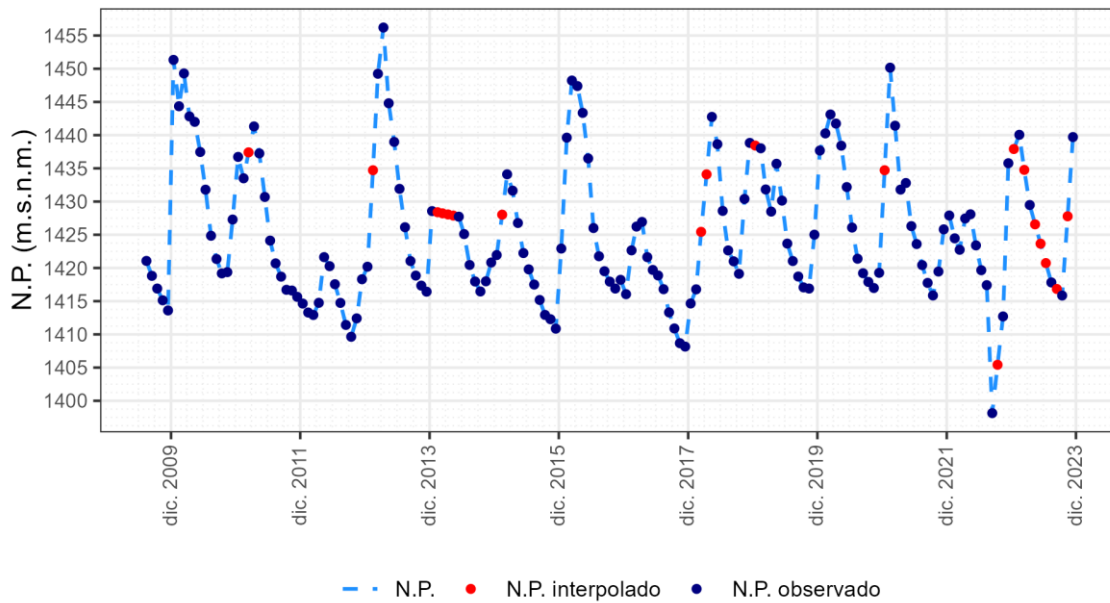 N.P. (m.s.n.m.)
1455
1450
1445
1440
1435
1430
1425
1420
1415
1410
1405
1400
dic. 2009
dic. 2011
dic. 2013
dic. 2015
dic. 2017
dic. 2019
dic. 2021
dic. 2023
N.P. N.P. interpolado N.P. observado